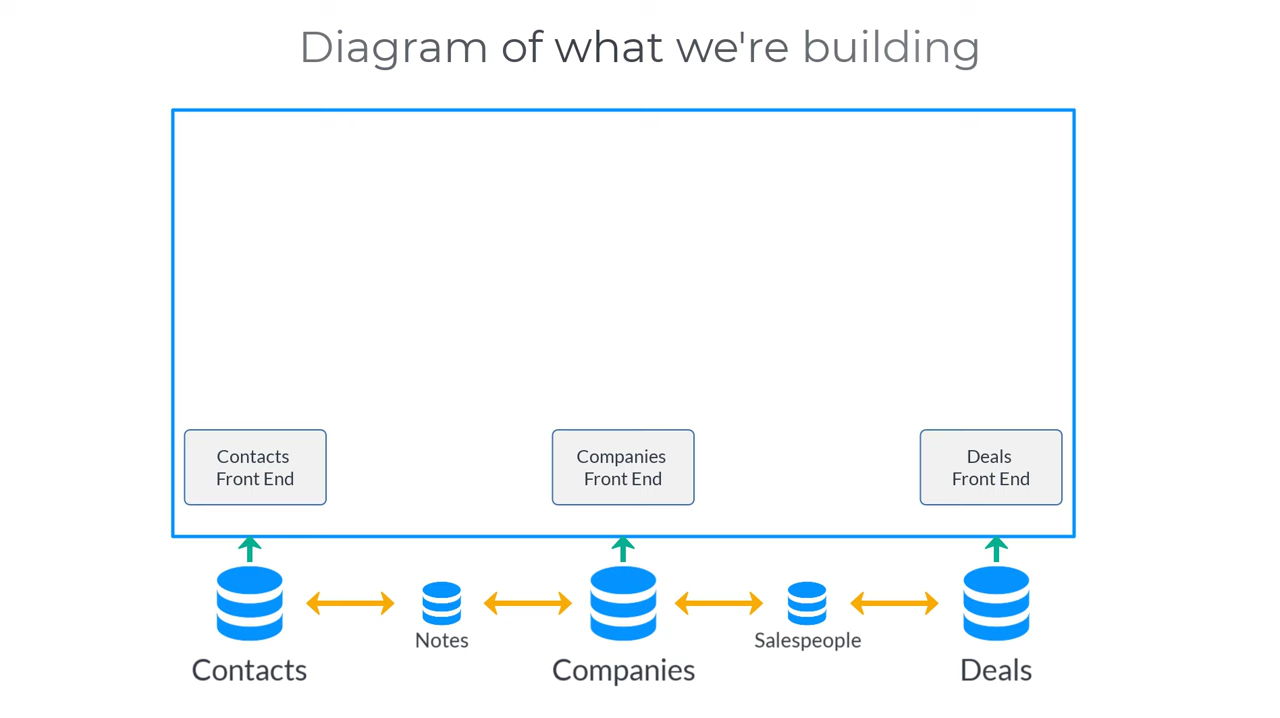 Diagram of what we're building
Contacts
Front End
Companies
Front End
Deals
Front End
Notes
Salespeople
Contacts
Companies
Deals